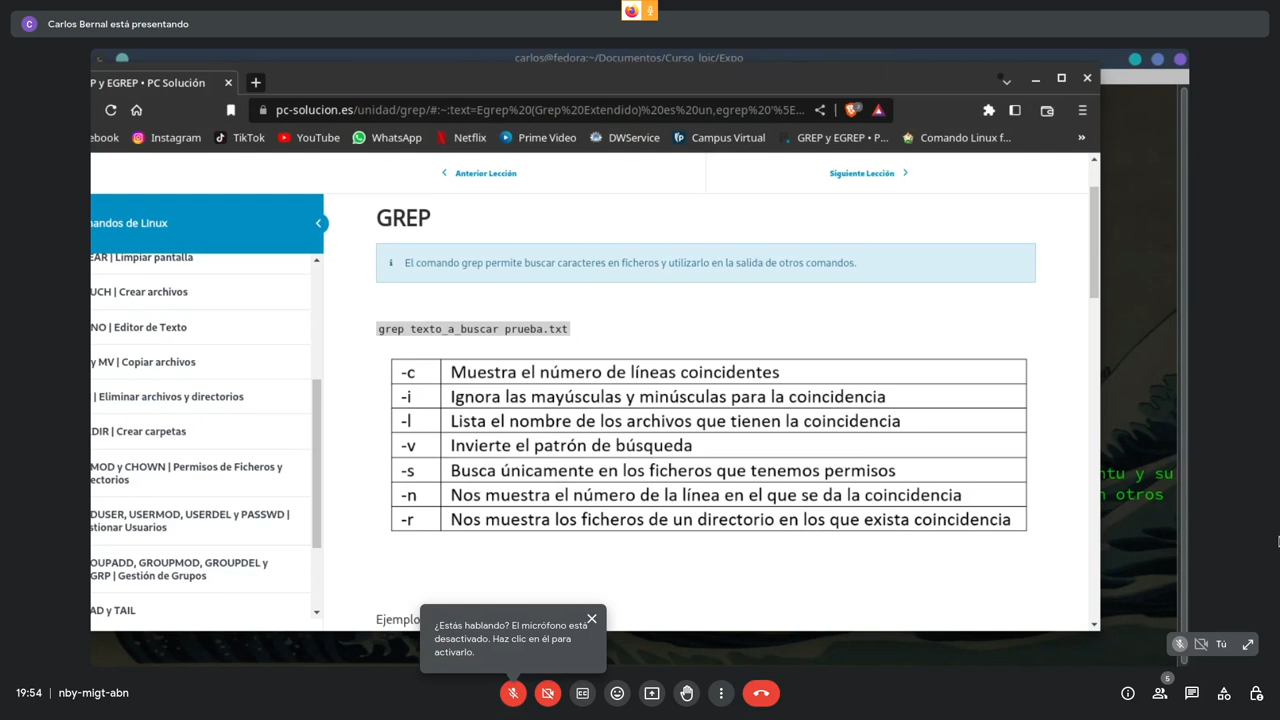 C Carlos Bernal está presentando
carlos@fedora:~/Documentos/Curso_lpic/Expo
P y EGREP • PC Solución
pc-solucion.es/unidad/grep/#:~:text=Egrep%20(Grep%20Extendido)%20es%20un,egrep%20'%5E...
ebook Instagram TikTok YouTube WhatsApp Netflix Prime Video DWService Campus Virtual GREP y EGREP • P... Comando Linux f... »
Anterior Lección Siguiente Lección
mandos de Linux
EAR | Limpiar pantalla
UCH | Crear archivos
NO | Editor de Texto
y MV | Copiar archivos
| Eliminar archivos y directorios
DIR | Crear carpetas
MOD y CHOWN | Permisos de Ficheros y
ectorios
DUSER, USERMOD, USERDEL y PASSWD |
stionar Usuarios
OUPADD, GROUPMOD, GROUPDEL y
GRP | Gestión de Grupos
AD y TAIL
GREP
El comando grep permite buscar caracteres en ficheros y utilizarlo en la salida de otros comandos.
grep texto_a_buscar prueba.txt
-c Muestra el número de líneas coincidentes
-i Ignora las mayúsculas y minúsculas para la coincidencia
-l Lista el nombre de los archivos que tienen la coincidencia
-v Invierte el patrón de búsqueda
-s Busca únicamente en los ficheros que tenemos permisos
-n Nos muestra el número de la línea en el que se da la coincidencia
-r Nos muestra los ficheros de un directorio en los que exista coincidencia
Ejemplo
ntu y su
n otros
¿Estás hablando? El micrófono está
desactivado. Haz clic en él para
activarlo.
Tú
19:54 nby-migt-abn
5